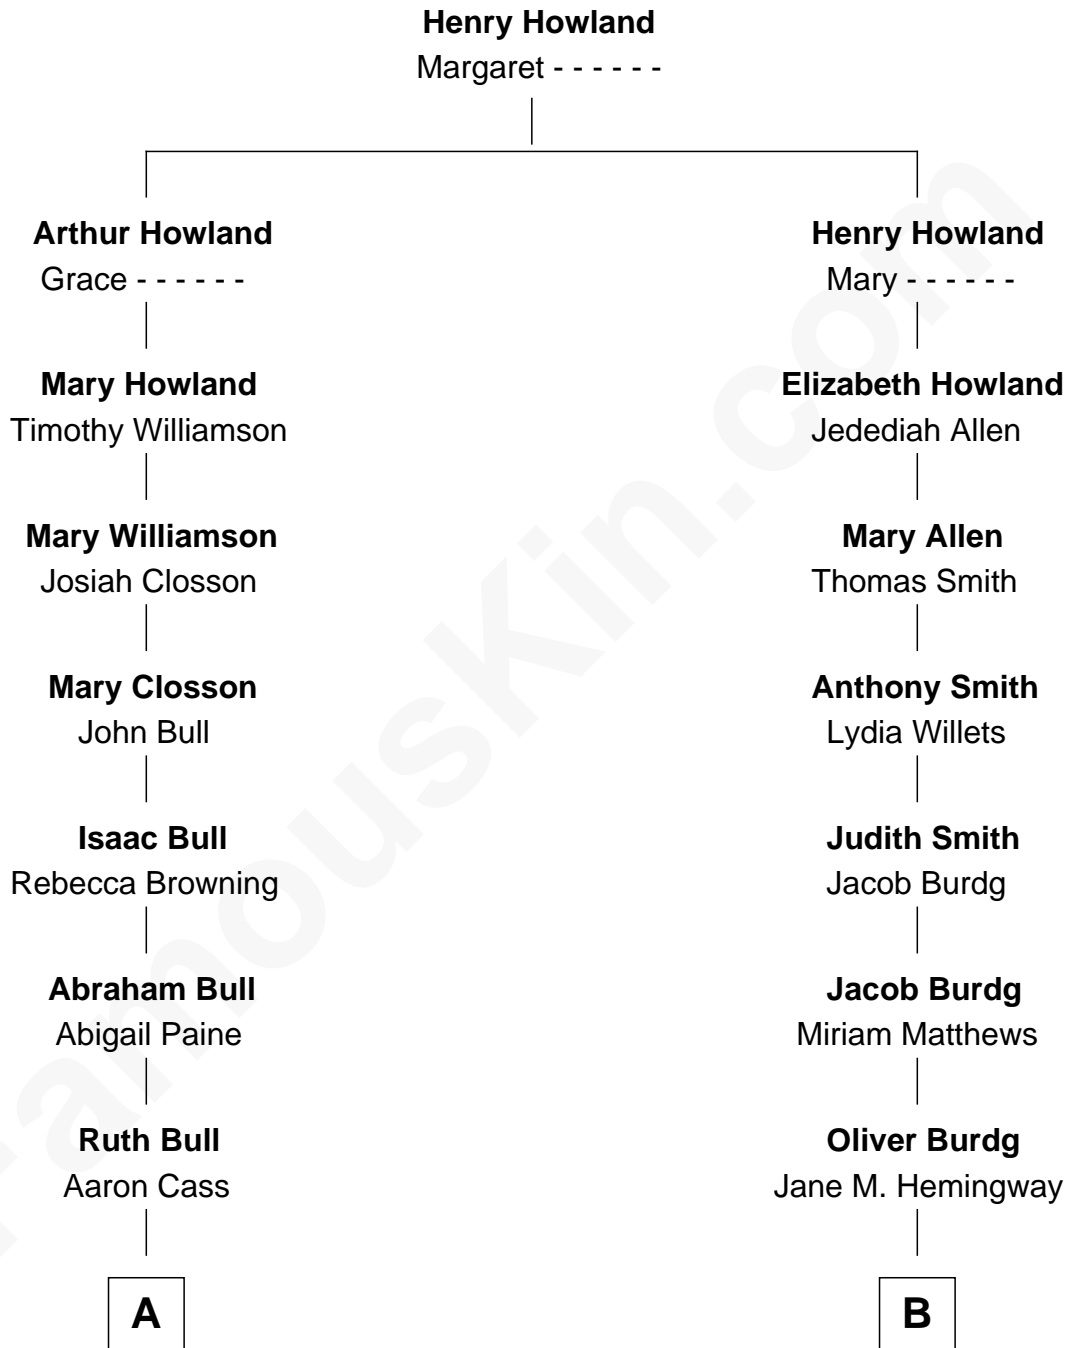 Henry Howland
Margaret - - - - - -
Arthur Howland
Grace - - - - - -
Henry Howland
Mary - - - - - -
Mary Howland
Timothy Williamson
Elizabeth Howland
Jedediah Allen
Mary Williamson
Josiah Closson
Mary Allen
Thomas Smith
Mary Closson
John Bull
Anthony Smith
Lydia Willets
Isaac Bull
Rebecca Browning
Judith Smith
Jacob Burdg
Abraham Bull
Abigail Paine
Jacob Burdg
Miriam Matthews
Ruth Bull
Aaron Cass
Oliver Burdg
Jane M. Hemingway
A
B
FamousKin.com